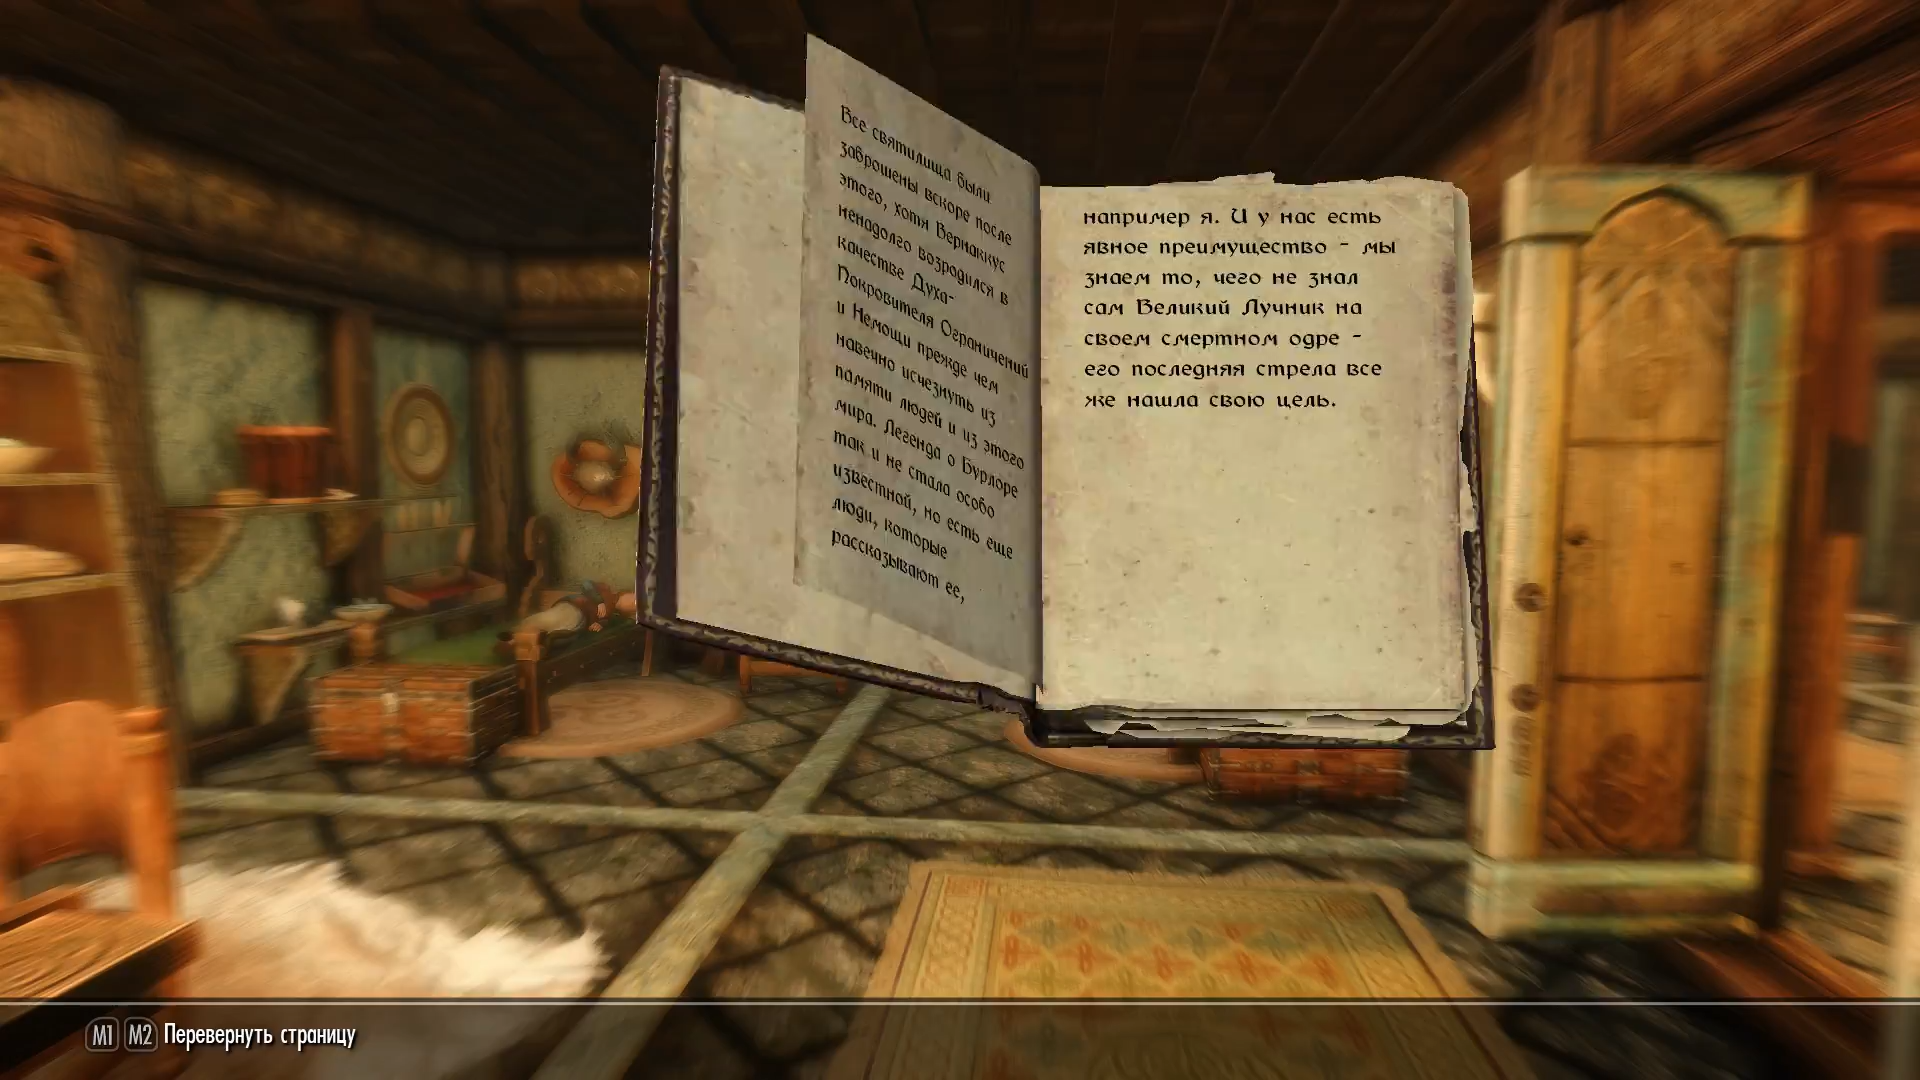 Все святилища были
заброшены вскоре после
этого, хотя Вернаккус
ненадолго возродился в
качестве Духа-
Покровителя Ограничений
и Немощи прежде чем
навечно исчезнуть из
памяти людей и из этого
мира. Легенда о Бурлоре
так и не стала особо
известной, но есть еще
люди, которые
рассказывают ее,
например я. И у нас есть
явное преимущество - мы
знаем то, чего не знал
сам Великий Лучник на
своем смертном одре -
его последняя стрела все
же нашла свою цель.
M1 M2 Перевернуть страницу